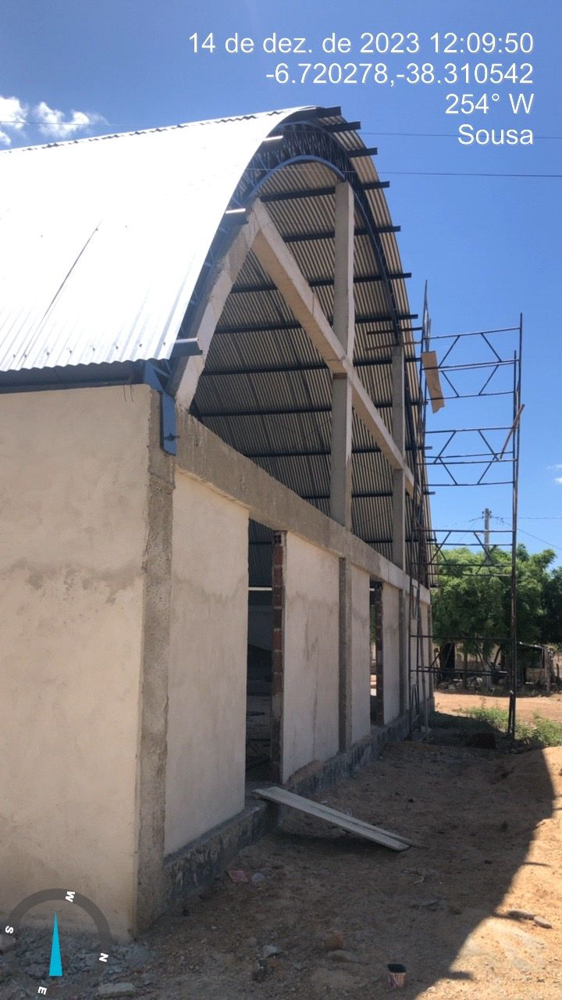 14 de dez. de 2023 12:09:50
-6.720278,-38.310542
254° W
Sousa
W
S
N
E